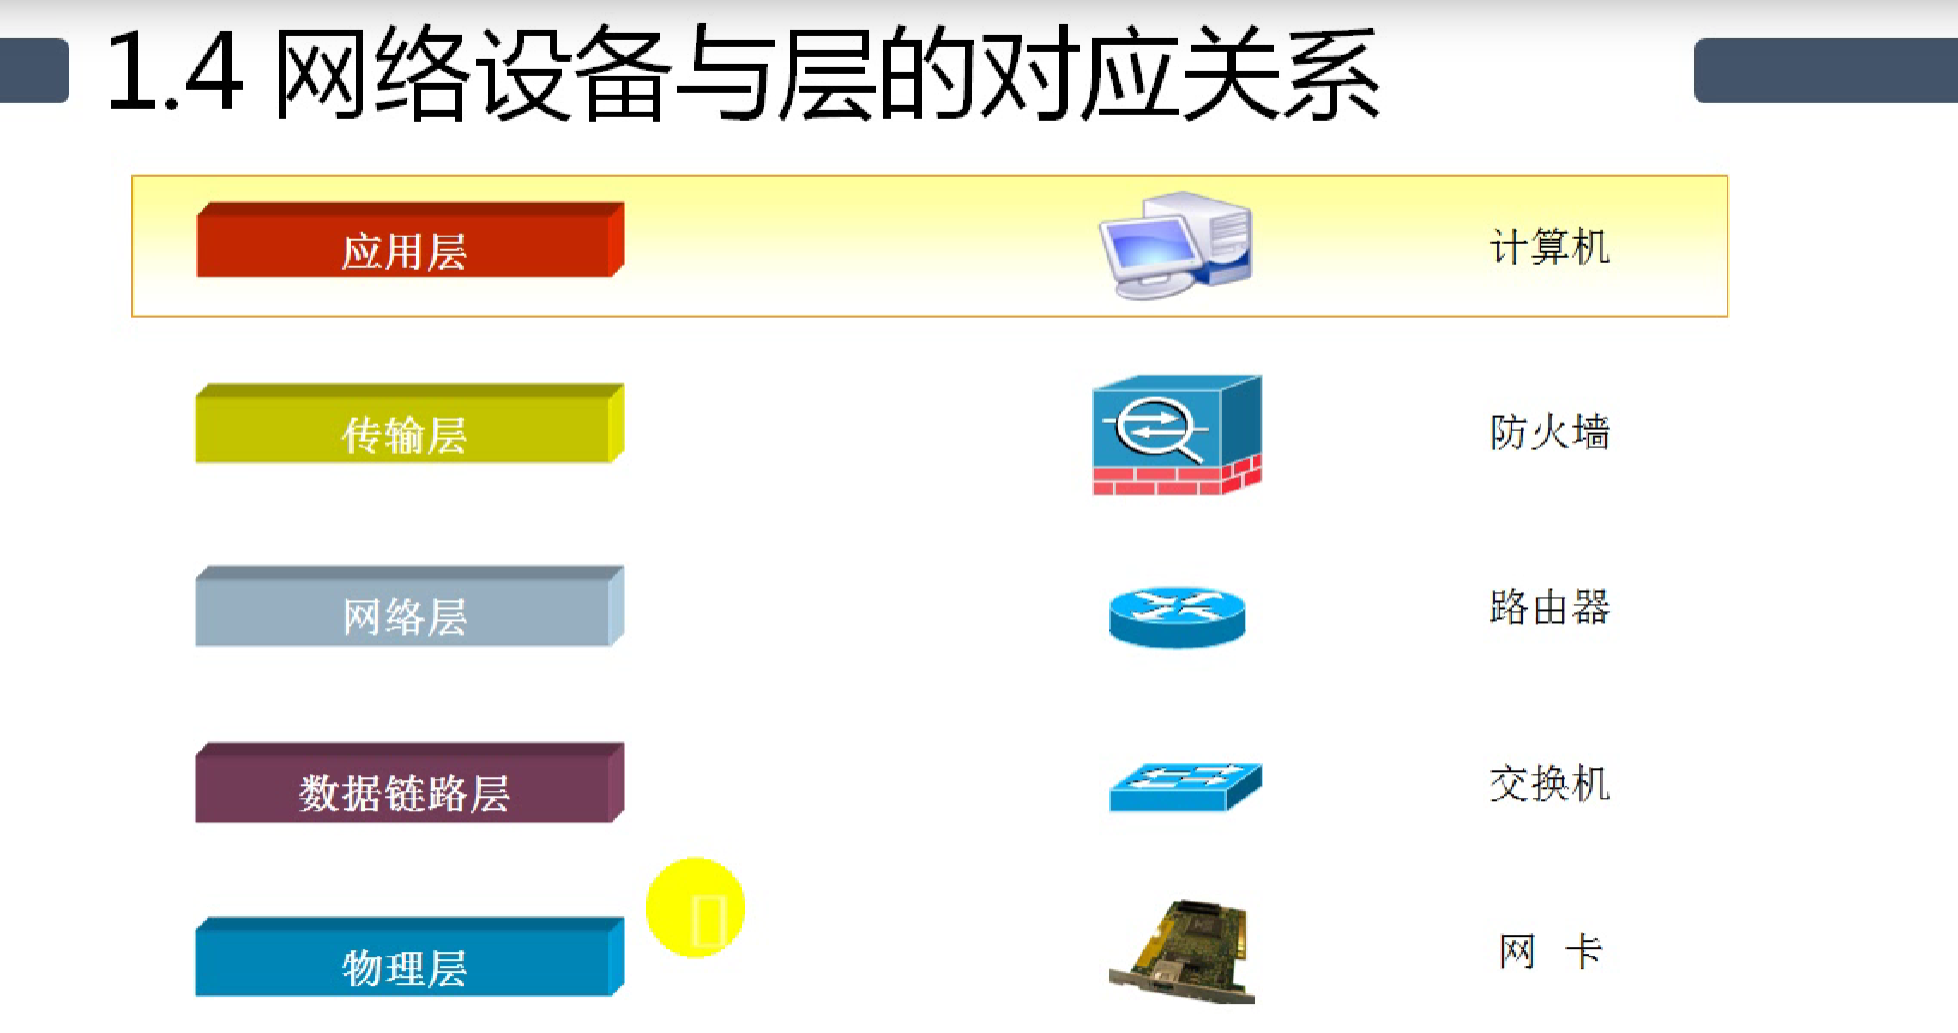 1.4 网络设备与层的对应关系
应用层 计算机
传输层 防火墙
网络层 路由器
数据链路层 交换机
物理层 网 卡